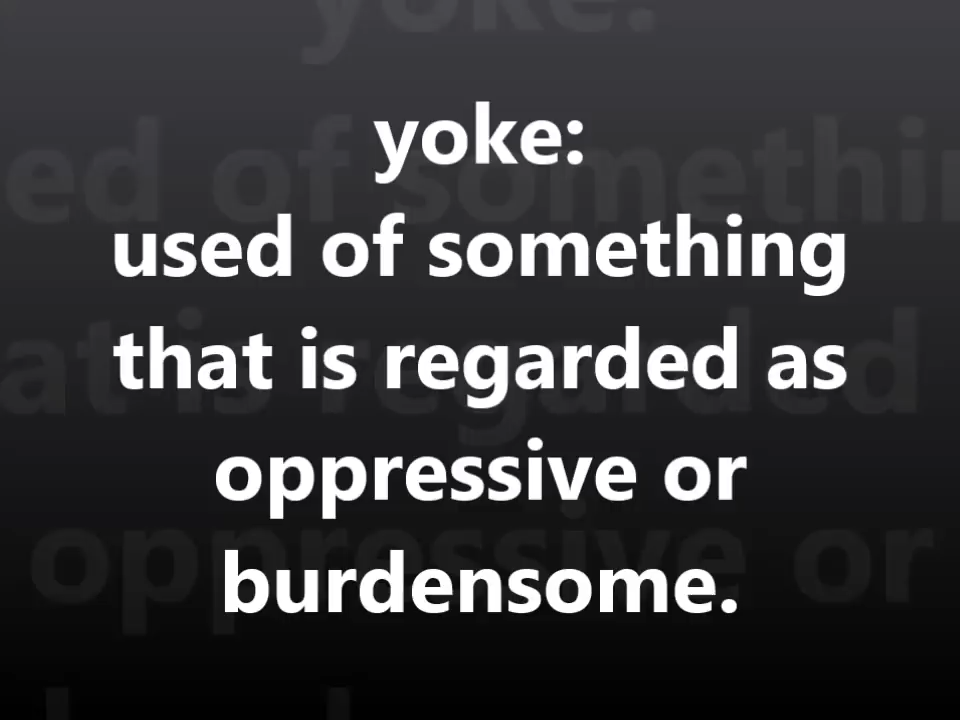 yoke:
used of something
that is regarded as
oppressive or
burdensome.